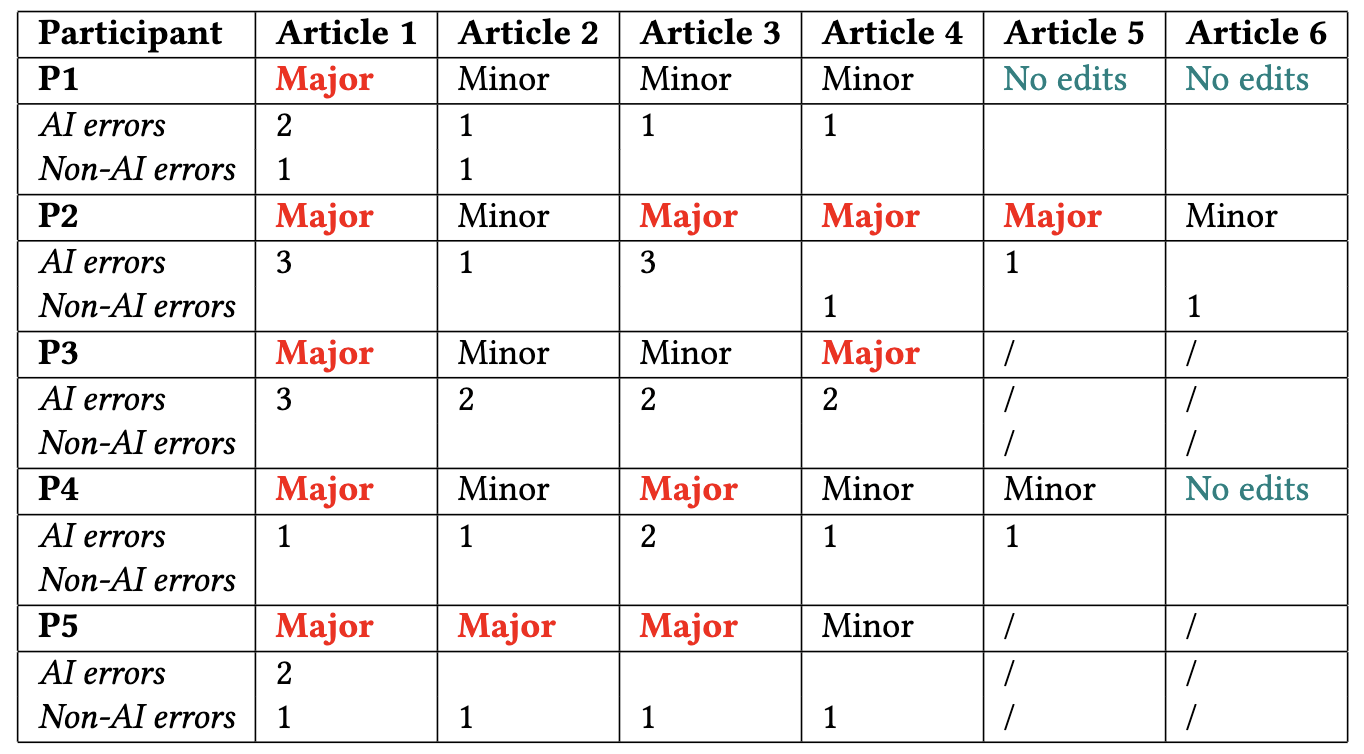 Participant Article 1 Article 2 Article 3 Article 4 Article 5 Article 6
P1 Major Minor Minor Minor No edits No edits
AI errors 2 1 1 1
Non-AI errors 1 1
P2 Major Minor Major Major Major Minor
AI errors 3 1 3 1
Non-AI errors 1 1
P3 Major Minor Minor Major / /
AI errors 3 2 2 2 / /
Non-AI errors / /
P4 Major Minor Major Minor Minor No edits
AI errors 1 1 2 1 1
Non-AI errors
P5 Major Major Major Minor / /
AI errors 2 / /
Non-AI errors 1 1 1 1 / /